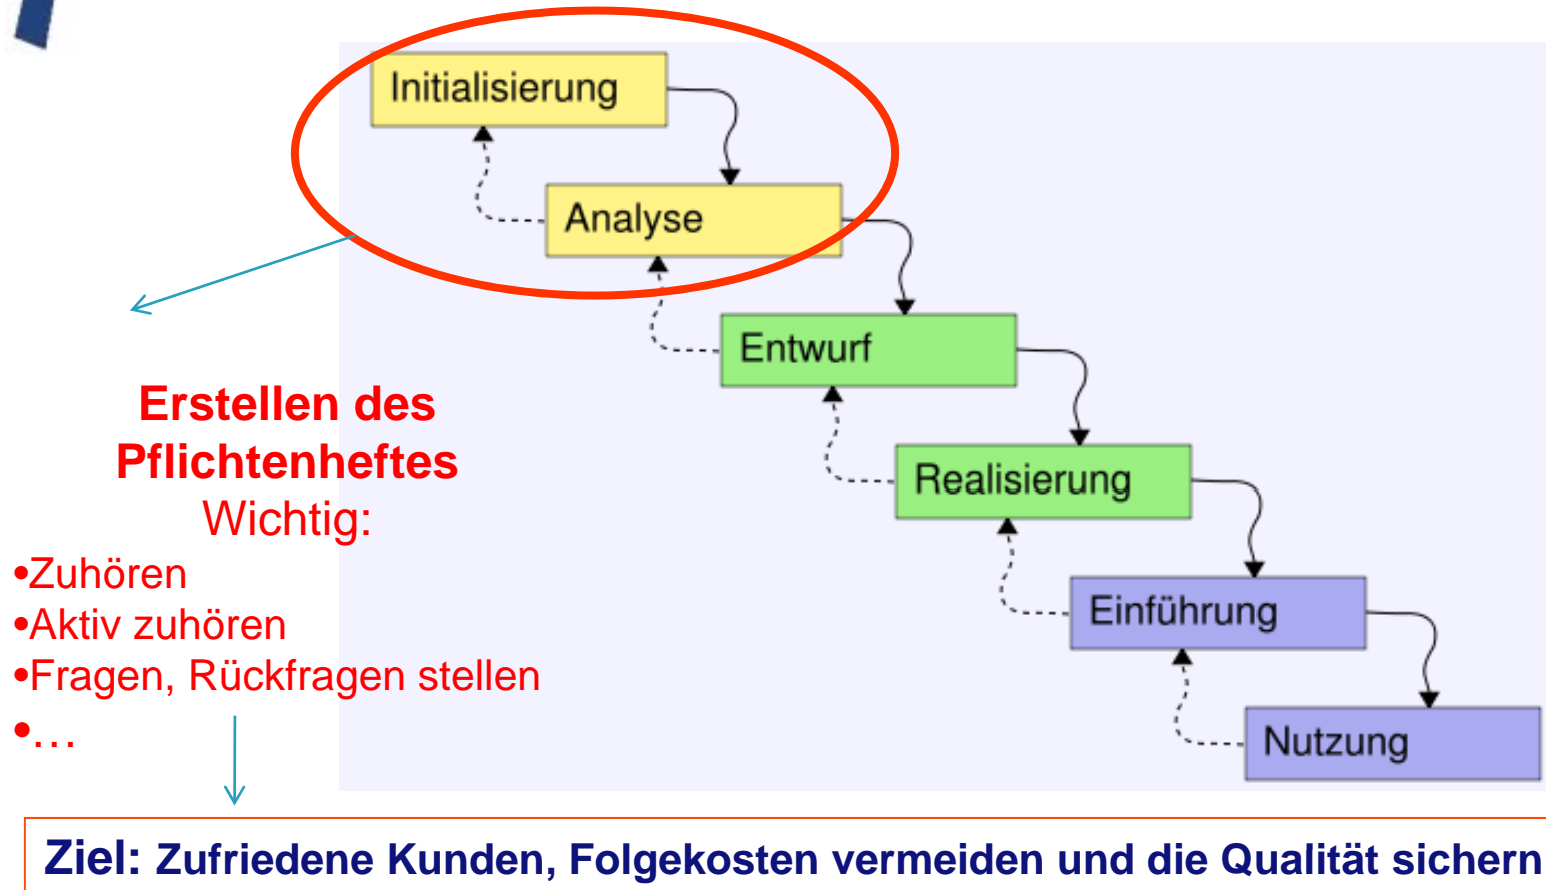 Initialisierung
Analyse
Entwurf
Realisierung
Einführung
Nutzung
Erstellen des
Pflichtenheftes
Wichtig:
•Zuhören
•Aktiv zuhören
•Fragen, Rückfragen stellen
•…
Ziel: Zufriedene Kunden, Folgekosten vermeiden und die Qualität sichern